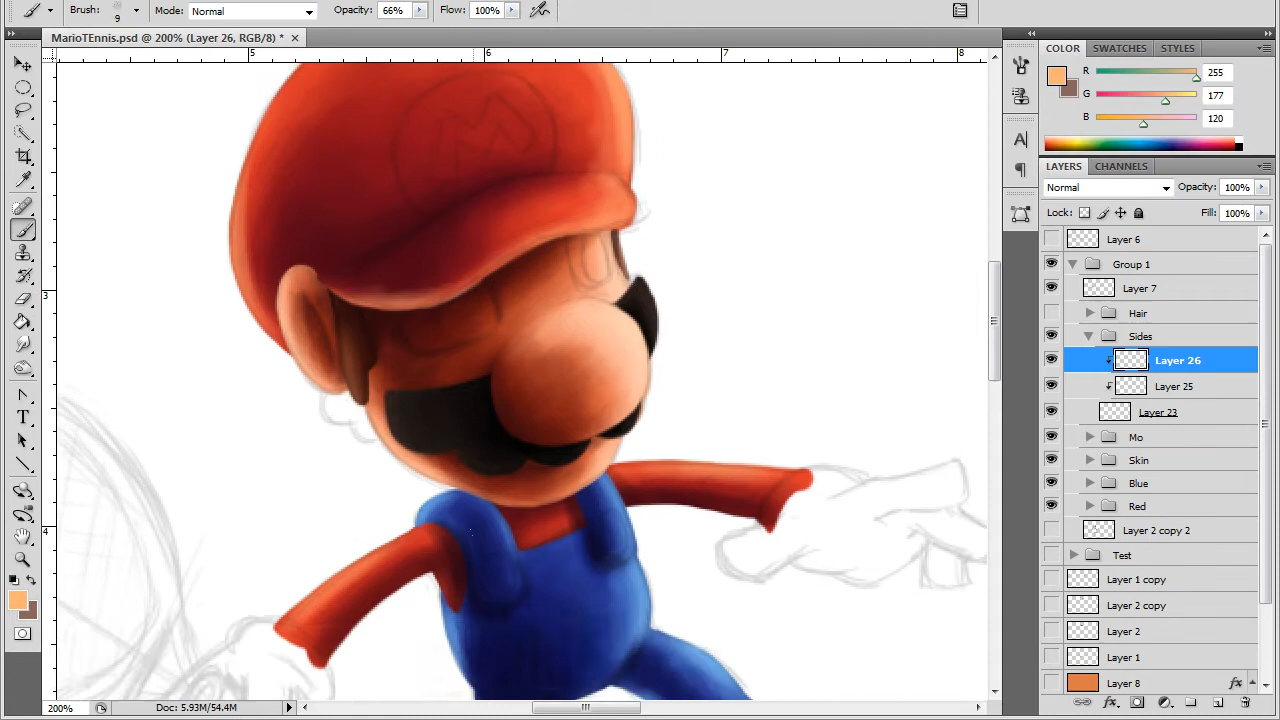 Brush: 9 Mode: Normal Opacity: 66% Flow: 100%
MarioTEnnis.psd @ 200% (Layer 26, RGB/8) * ×
5 6 7 8
3
4
COLOR SWATCHES STYLES
R 255
G 177
B 120
LAYERS CHANNELS
Normal Opacity: 100%
Lock: Fill: 100%
Layer 6
Group 1
Layer 7
Hair
Sides
Layer 26
Layer 25
Layer 23
Mo
Skin
Blue
Red
Layer 2 copy 2
Test
Layer 1 copy
Layer 2 copy
Layer 2
Layer 1
Layer 8 fx
M
A
T
200% Doc: 5.93M/54.4M
fx